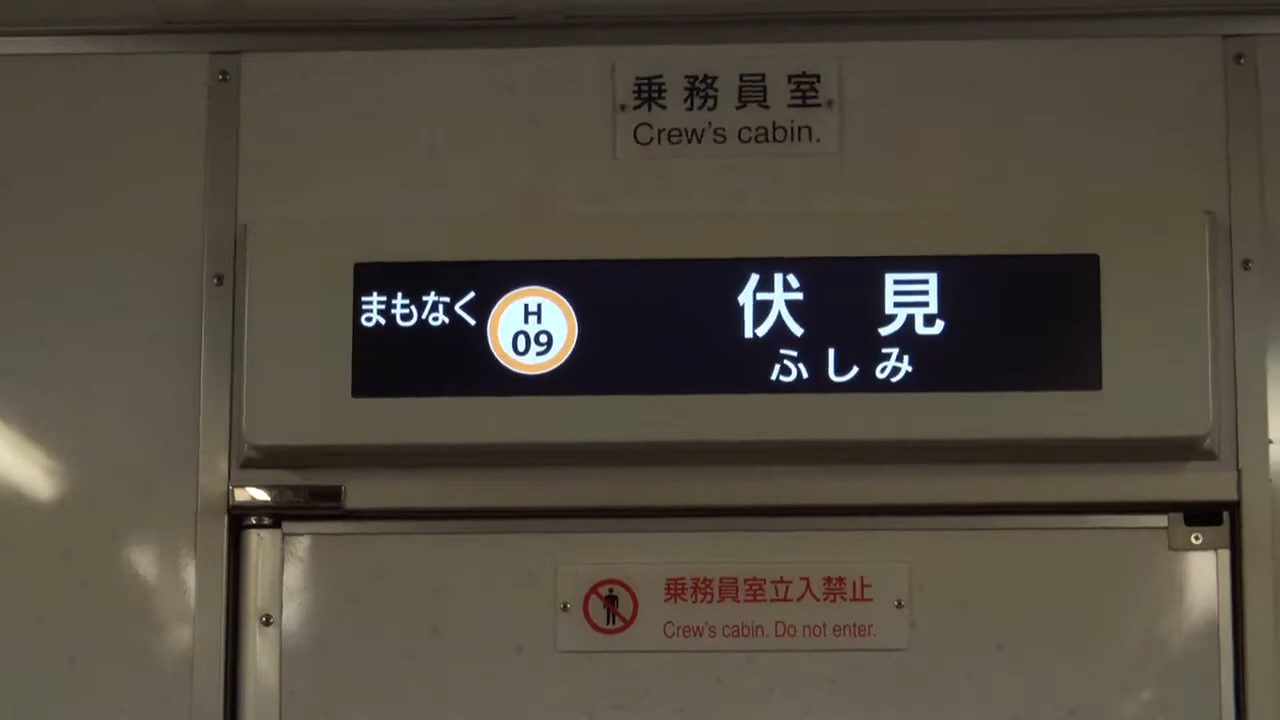 乗務員室
Crew's cabin.
まもなく H 09 伏見
ふしみ
乗務員室立入禁止
Crew's cabin. Do not enter.